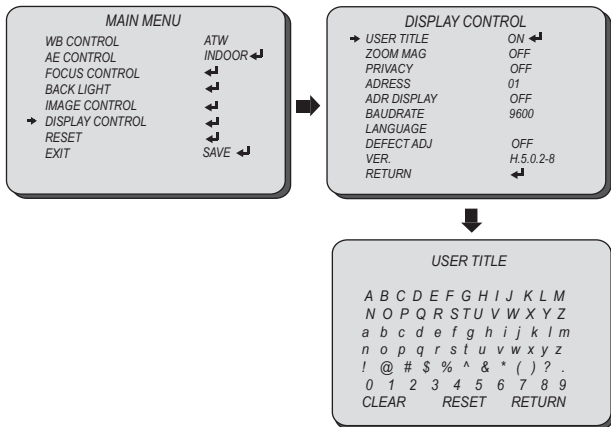 MAIN MENU
WB CONTROL ATW
AE CONTROL INDOOR
FOCUS CONTROL
BACK LIGHT
IMAGE CONTROL
DISPLAY CONTROL
RESET
EXIT SAVE
DISPLAY CONTROL
USER TITLE ON
ZOOM MAG OFF
PRIVACY OFF
ADRESS 01
ADR DISPLAY OFF
BAUDRATE 9600
LANGUAGE
DEFECT ADJ OFF
VER. H.5.0.2-8
RETURN
USER TITLE
A B C D E F G H I J K L M
N O P Q R S T U V W X Y Z
a b c d e f g h i j k l m
n o p q r s t u v w x y z
! @ # $ % ^ & * ( ) ? .
0 1 2 3 4 5 6 7 8 9
CLEAR RESET RETURN